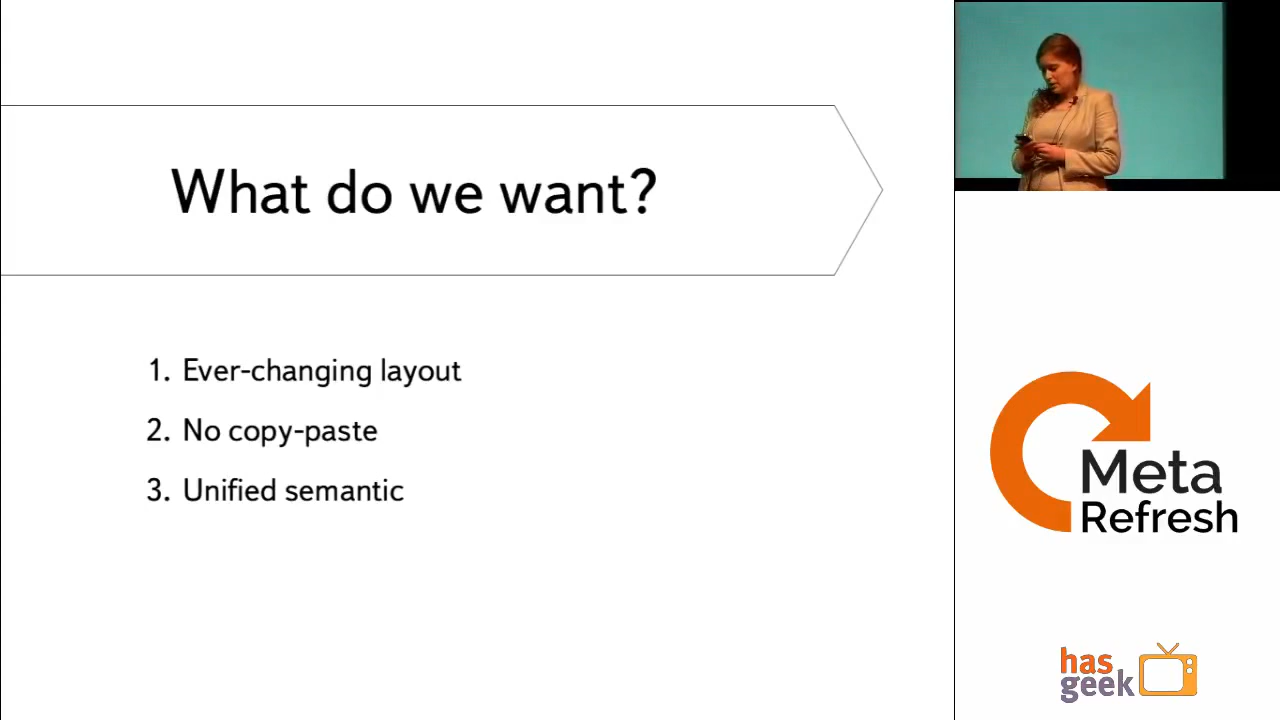 What do we want?
1. Ever-changing layout
2. No copy-paste
3. Unified semantic
Meta
Refresh
has
geek